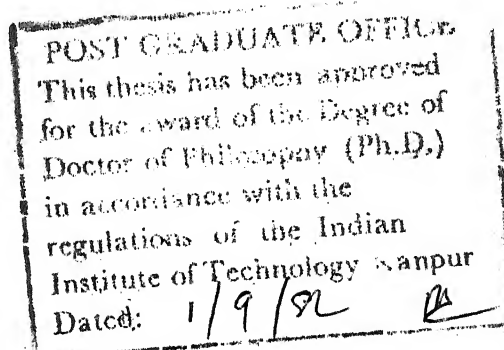 POST GRADUATE OFFICE
This thesis has been approved
for the award of the Degree of
Doctor of Philosophy (Ph.D.)
in accordance with the
regulations of the Indian
Institute of Technology Kanpur
Dated: 1/9/82